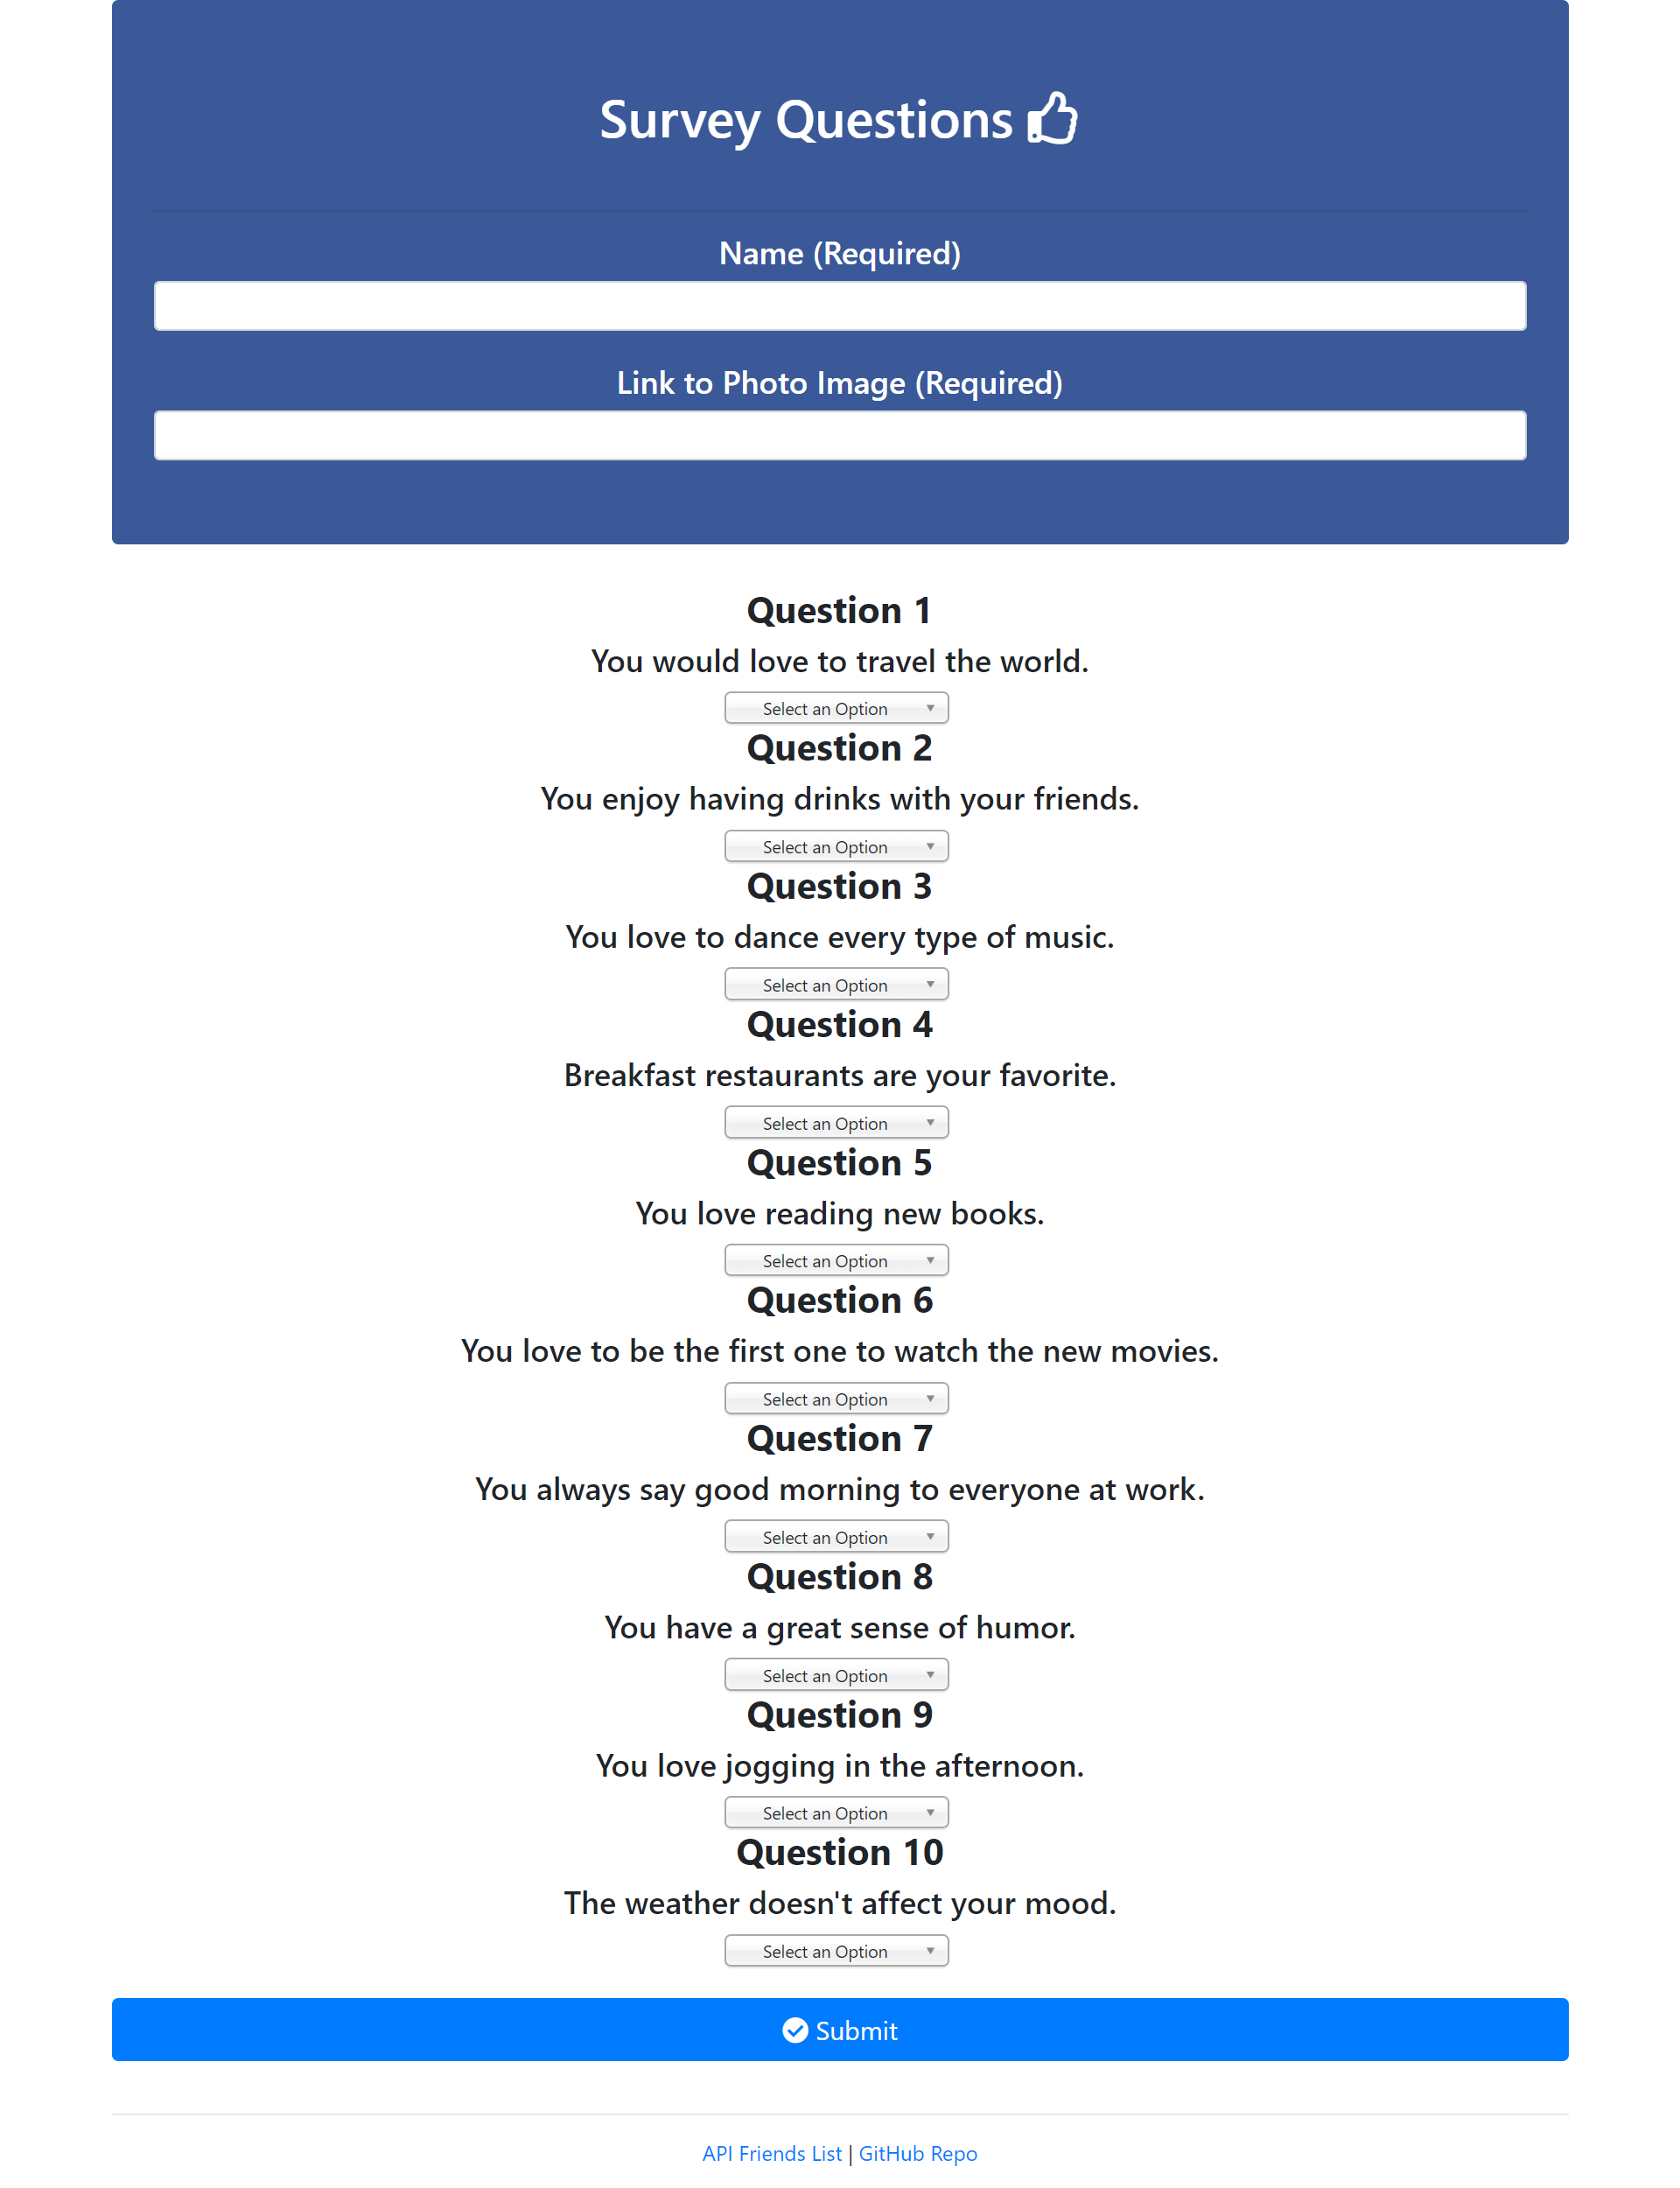 Survey Questions
Name (Required)
Link to Photo Image (Required)
Question 1
You would love to travel the world.
Select an Option
Question 2
You enjoy having drinks with your friends.
Select an Option
Question 3
You love to dance every type of music.
Select an Option
Question 4
Breakfast restaurants are your favorite.
Select an Option
Question 5
You love reading new books.
Select an Option
Question 6
You love to be the first one to watch the new movies.
Select an Option
Question 7
You always say good morning to everyone at work.
Select an Option
Question 8
You have a great sense of humor.
Select an Option
Question 9
You love jogging in the afternoon.
Select an Option
Question 10
The weather doesn't affect your mood.
Select an Option
Submit
API Friends List | GitHub Repo